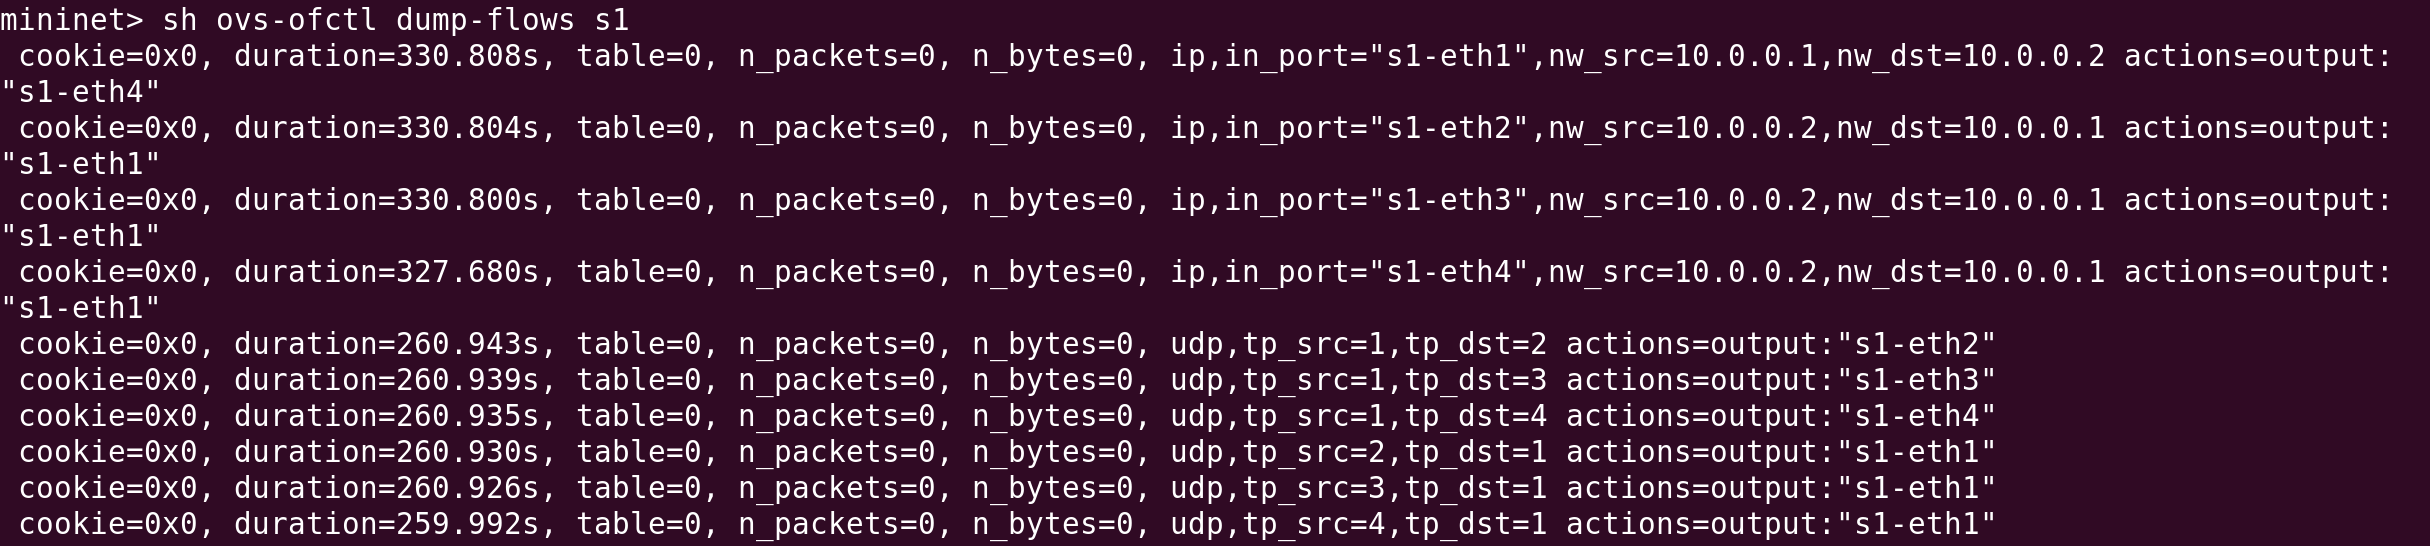 mininet> sh ovs-ofctl dump-flows s1
 cookie=0x0, duration=330.808s, table=0, n_packets=0, n_bytes=0, ip,in_port="s1-eth1",nw_src=10.0.0.1,nw_dst=10.0.0.2 actions=output:
"s1-eth4"
 cookie=0x0, duration=330.804s, table=0, n_packets=0, n_bytes=0, ip,in_port="s1-eth2",nw_src=10.0.0.2,nw_dst=10.0.0.1 actions=output:
"s1-eth1"
 cookie=0x0, duration=330.800s, table=0, n_packets=0, n_bytes=0, ip,in_port="s1-eth3",nw_src=10.0.0.2,nw_dst=10.0.0.1 actions=output:
"s1-eth1"
 cookie=0x0, duration=327.680s, table=0, n_packets=0, n_bytes=0, ip,in_port="s1-eth4",nw_src=10.0.0.2,nw_dst=10.0.0.1 actions=output:
"s1-eth1"
 cookie=0x0, duration=260.943s, table=0, n_packets=0, n_bytes=0, udp,tp_src=1,tp_dst=2 actions=output:"s1-eth2"
 cookie=0x0, duration=260.939s, table=0, n_packets=0, n_bytes=0, udp,tp_src=1,tp_dst=3 actions=output:"s1-eth3"
 cookie=0x0, duration=260.935s, table=0, n_packets=0, n_bytes=0, udp,tp_src=1,tp_dst=4 actions=output:"s1-eth4"
 cookie=0x0, duration=260.930s, table=0, n_packets=0, n_bytes=0, udp,tp_src=2,tp_dst=1 actions=output:"s1-eth1"
 cookie=0x0, duration=260.926s, table=0, n_packets=0, n_bytes=0, udp,tp_src=3,tp_dst=1 actions=output:"s1-eth1"
 cookie=0x0, duration=259.992s, table=0, n_packets=0, n_bytes=0, udp,tp_src=4,tp_dst=1 actions=output:"s1-eth1"